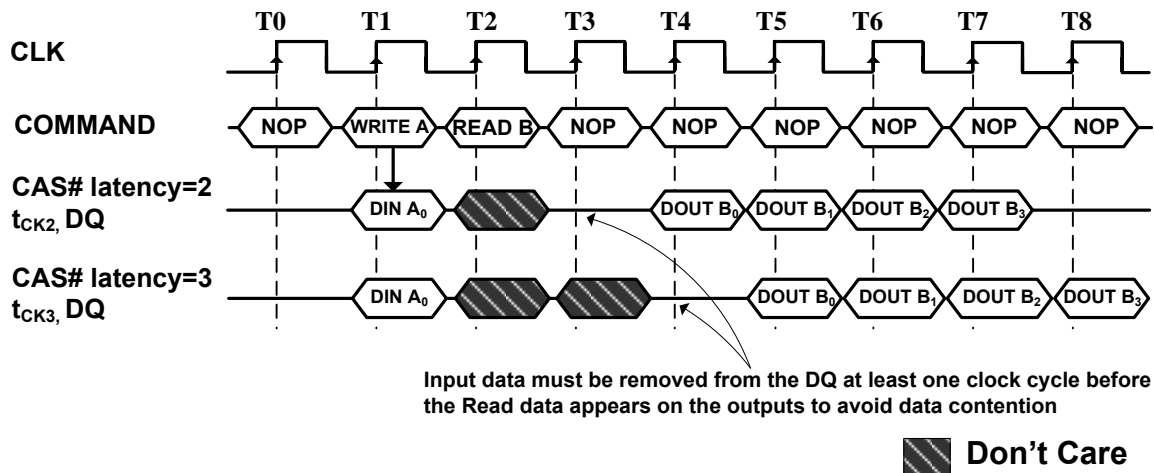 T0 T1 T2 T3 T4 T5 T6 T7 T8
CLK
COMMAND NOP WRITE A READ B NOP NOP NOP NOP NOP NOP
CAS# latency=2
tCK2, DQ DIN A0 DOUT B0 DOUT B1 DOUT B2 DOUT B3
CAS# latency=3
tCK3, DQ DIN A0 DOUT B0 DOUT B1 DOUT B2 DOUT B3
Input data must be removed from the DQ at least one clock cycle before
the Read data appears on the outputs to avoid data contention
Don't Care